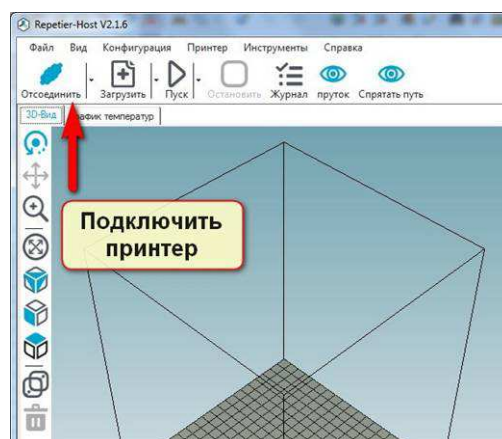 Repetier-Host V2.1.6
Файл Вид Конфигурация Принтер Инструменты Справка
Отсоединить Загрузить Пуск Остановить Журнал пруток Спрятать путь
3D-Вид рафик температур
Подключить
принтер